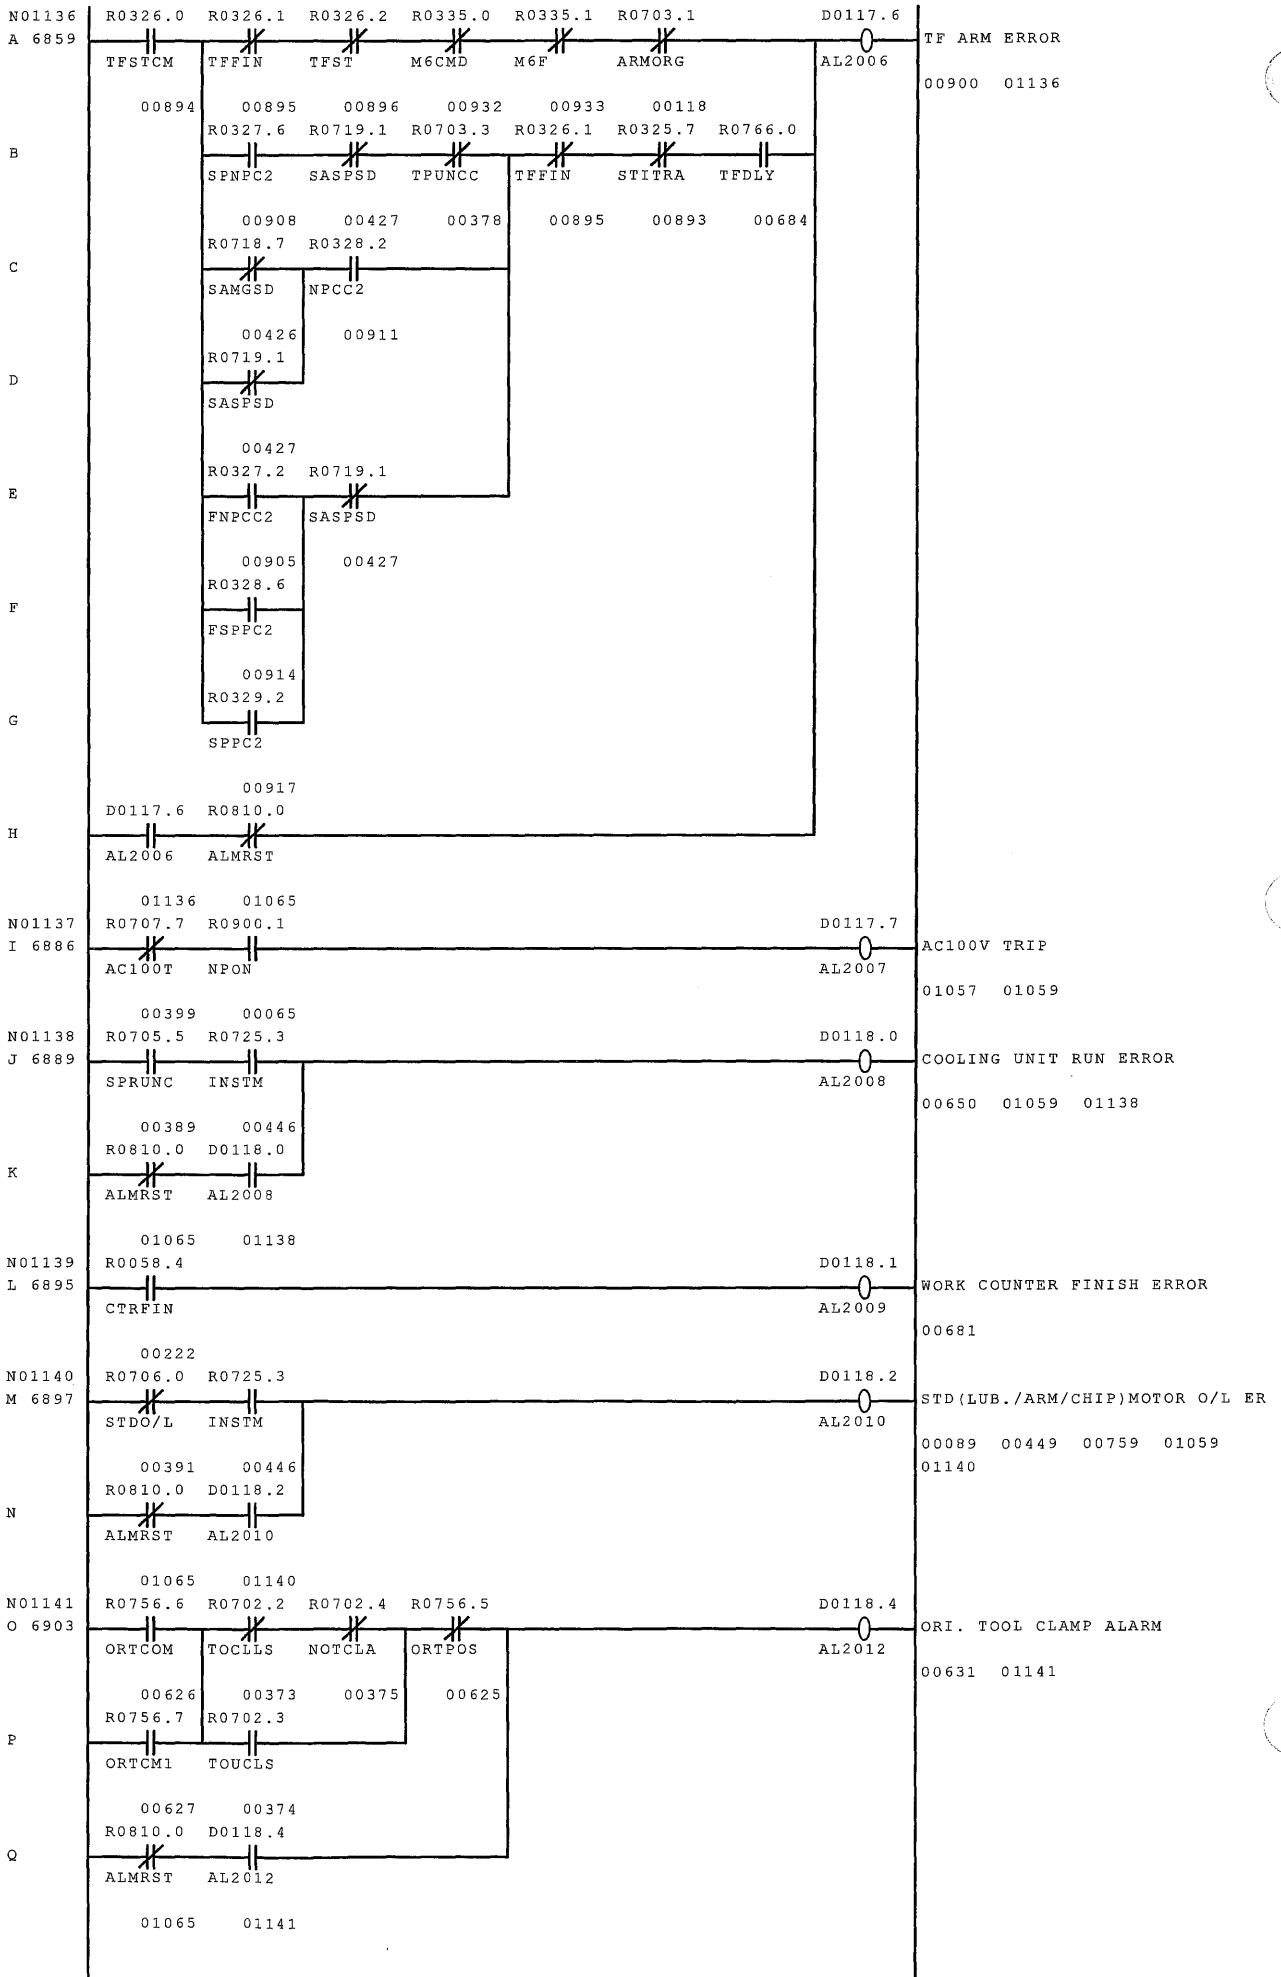 N01136 R0326.0 R0326.1 R0326.2 R0335.0 R0335.1 R0703.1 D0117.6
A 6859 TF ARM ERROR
TFSTCM TFFIN TFST M6CMD M6F ARMORG AL2006
00900 01136
00894 00895 00896 00932 00933 00118
R0327.6 R0719.1 R0703.3 R0326.1 R0325.7 R0766.0
B
SPNPC2 SASPSD TPUNCC TFFIN STITRA TFDLY
00908 00427 00378 00895 00893 00684
R0718.7 R0328.2
C
SAMGSD NPCC2
00426 00911
R0719.1
D
SASPSD
00427
R0327.2 R0719.1
E
FNPCC2 SASPSD
00905 00427
R0328.6
F
FSPPC2
00914
R0329.2
G
SPPC2
00917
D0117.6 R0810.0
H
AL2006 ALMRST
01136 01065
N01137 R0707.7 R0900.1 D0117.7
I 6886 AC100V TRIP
AC100T NPON AL2007
01057 01059
00399 00065
N01138 R0705.5 R0725.3 D0118.0
J 6889 COOLING UNIT RUN ERROR
SPRUNC INSTM AL2008
00650 01059 01138
00389 00446
R0810.0 D0118.0
K
ALMRST AL2008
01065 01138
N01139 R0058.4 D0118.1
L 6895 WORK COUNTER FINISH ERROR
CTRFIN AL2009
00681
00222
N01140 R0706.0 R0725.3 D0118.2
M 6897 STD(LUB./ARM/CHIP)MOTOR O/L ER
STDO/L INSTM AL2010
00089 00449 00759 01059
00391 00446 01140
R0810.0 D0118.2
N
ALMRST AL2010
01065 01140
N01141 R0756.6 R0702.2 R0702.4 R0756.5 D0118.4
O 6903 ORI. TOOL CLAMP ALARM
ORTCOM TOCLLS NOTCLA ORTPOS AL2012
00631 01141
00626 00373 00375 00625
R0756.7 R0702.3
P
ORTCM1 TOUCLS
00627 00374
R0810.0 D0118.4
Q
ALMRST AL2012
01065 01141